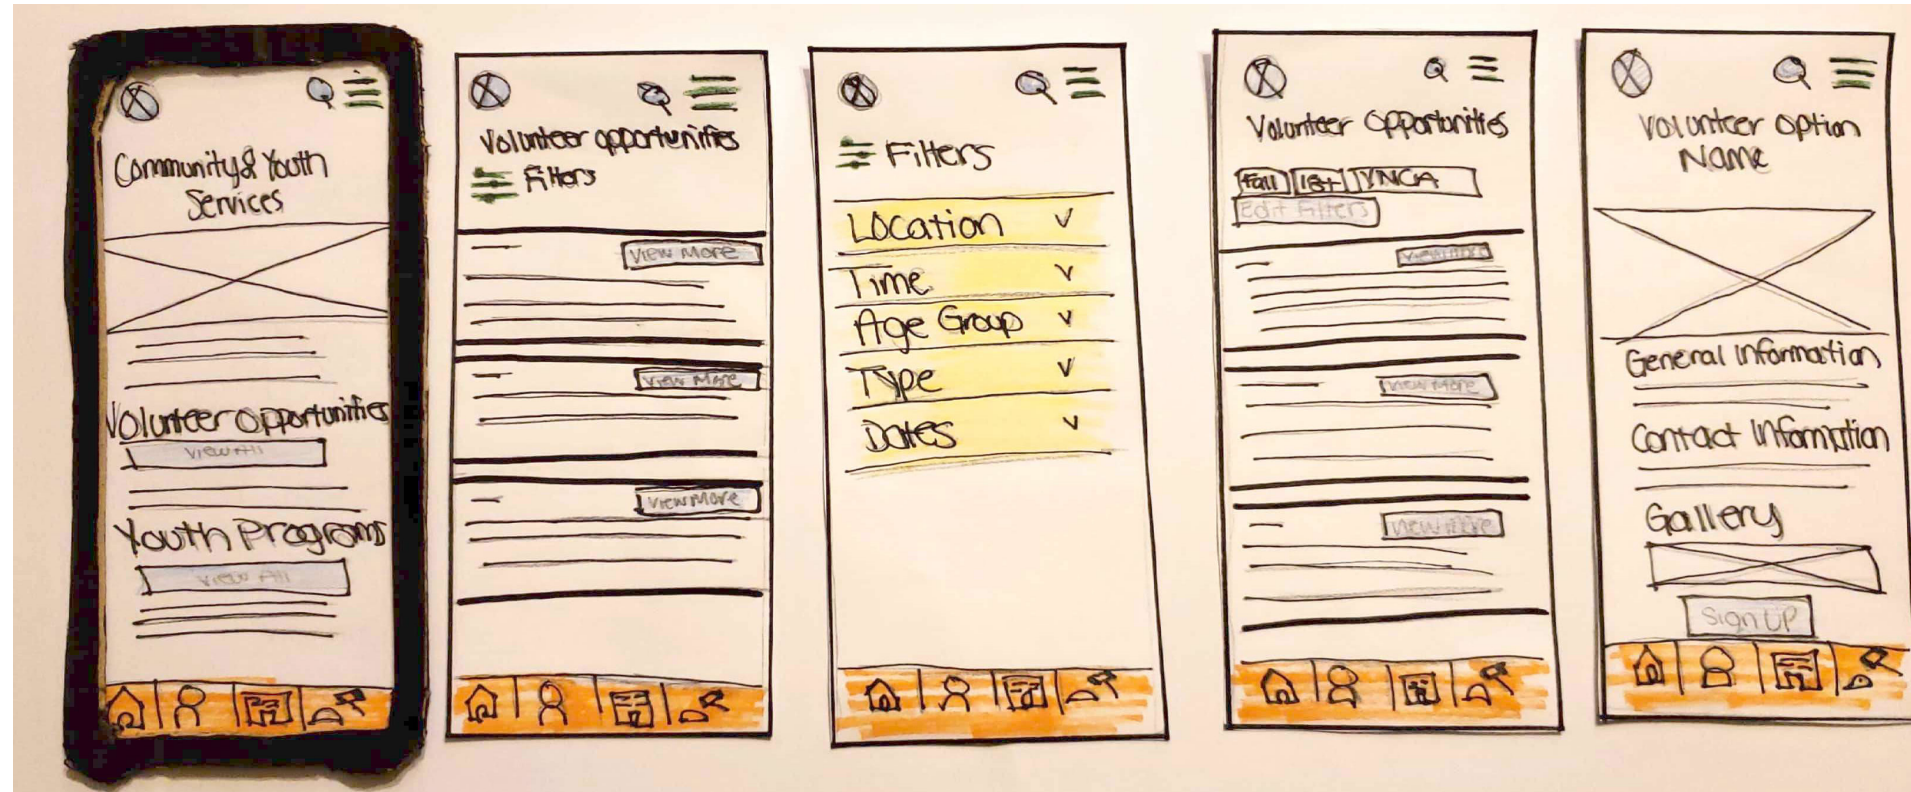 Community & Youth
Services
Volunteer Opportunities
View All
Youth Programs
View All
Volunteer opportunities
Filters
View More
View More
View More
Filters
Location
Time
Age Group
Type
Dates
Volunteer Opportunities
Fall 18+ YMCA
Edit Filters
View More
View More
View More
Volunteer Option
Name
General Information
Contact Information
Gallery
Sign UP